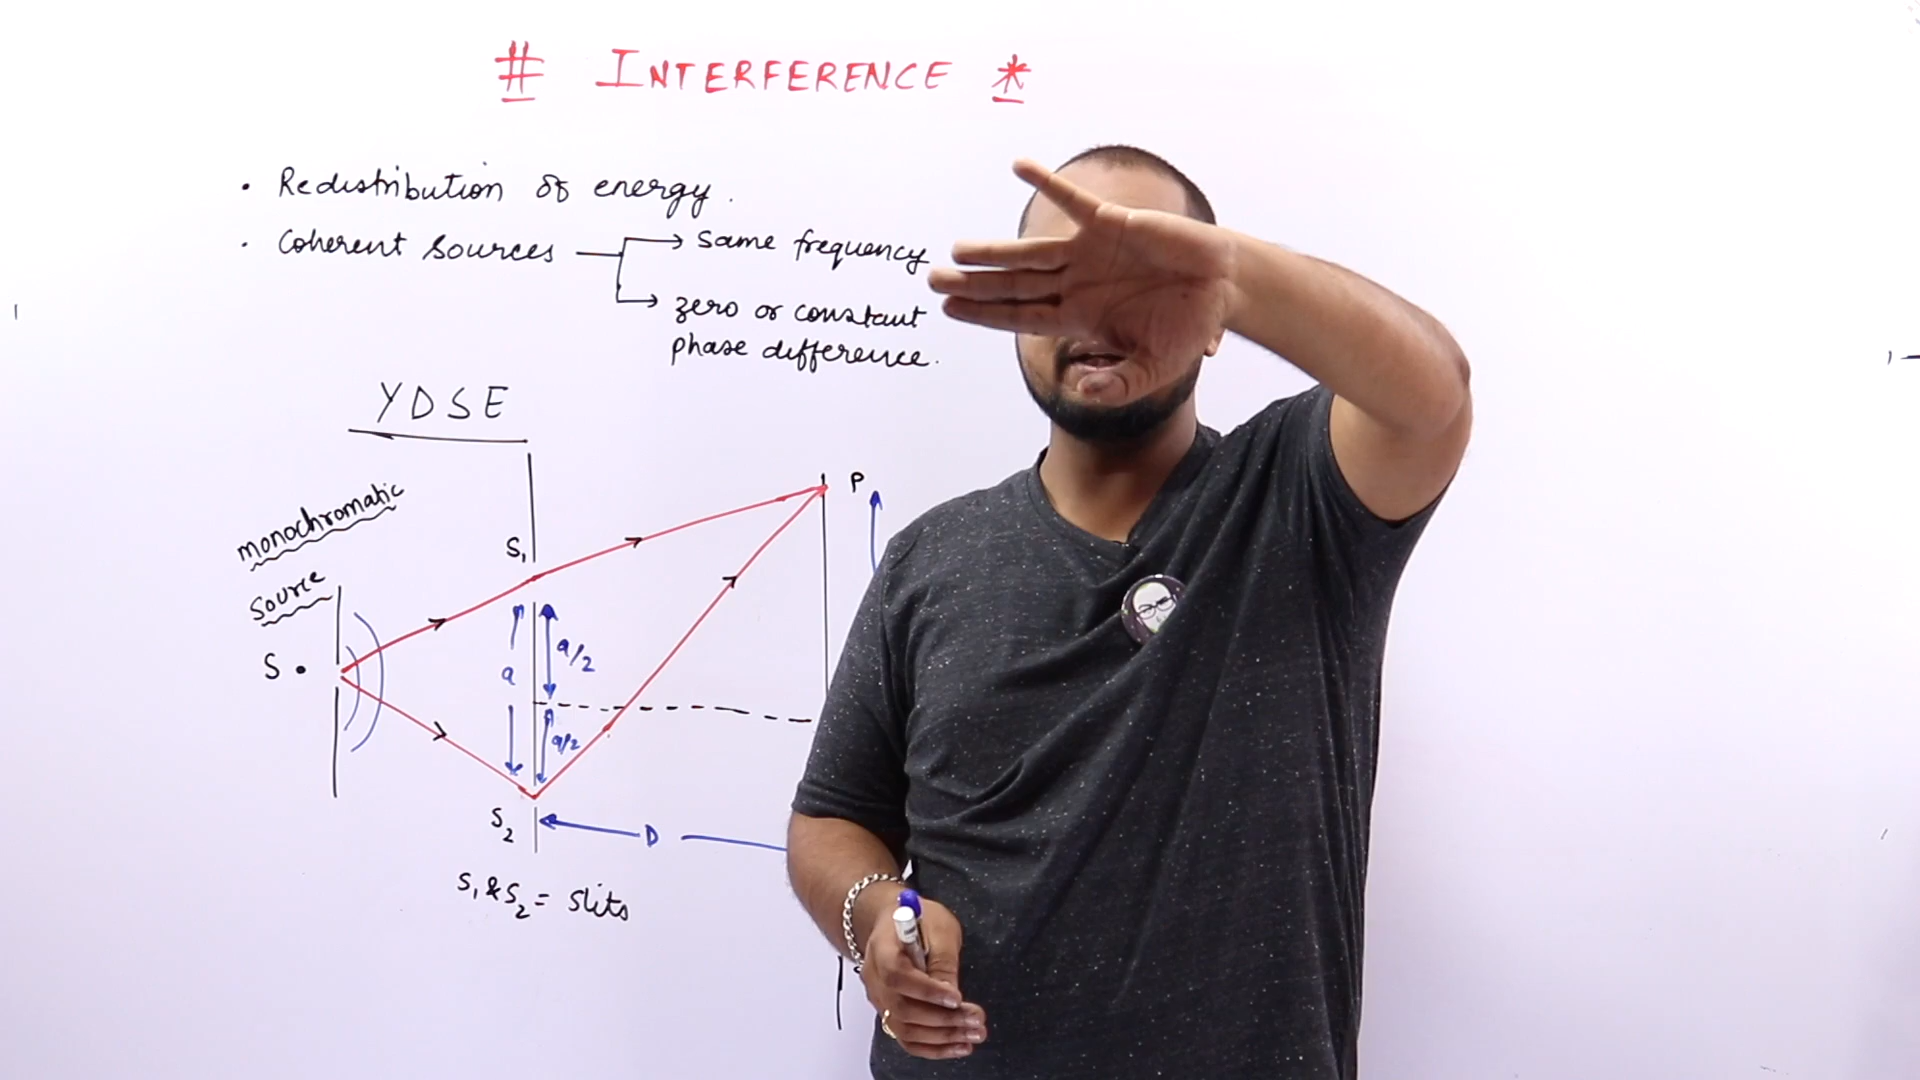 # INTERFERENCE *
• Redistribution of energy.
• Coherent sources → same frequency
→ zero or constant
phase difference.
YDSE
monochromatic
source
S •
S₁
P
a
a/2
a/2
S₂
D
S₁ & S₂ = slits